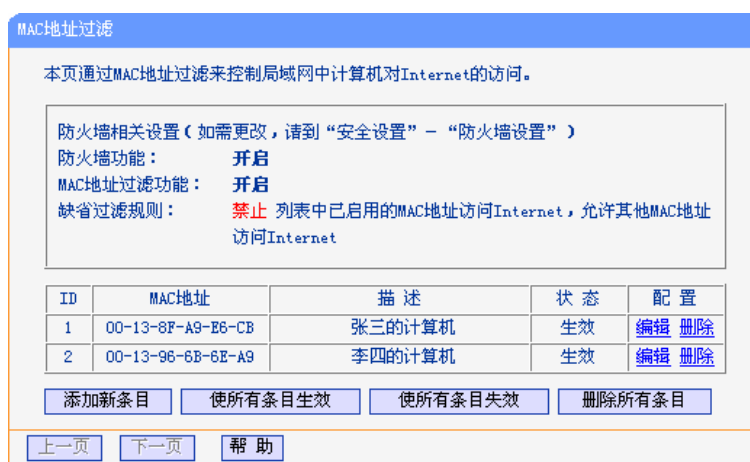 MAC地址过滤
本页通过MAC地址过滤来控制局域网中计算机对Internet的访问。
防火墙相关设置(如需更改,请到“安全设置”-“防火墙设置”)
防火墙功能: 开启
MAC地址过滤功能: 开启
缺省过滤规则: 禁止 列表中已启用的MAC地址访问Internet,允许其他MAC地址
访问Internet
ID MAC地址 描 述 状 态 配 置
1 00-13-8F-A9-E6-CB 张三的计算机 生效 编辑 删除
2 00-13-96-6B-6E-A9 李四的计算机 生效 编辑 删除
添加新条目 使所有条目生效 使所有条目失效 删除所有条目
上一页 下一页 帮 助